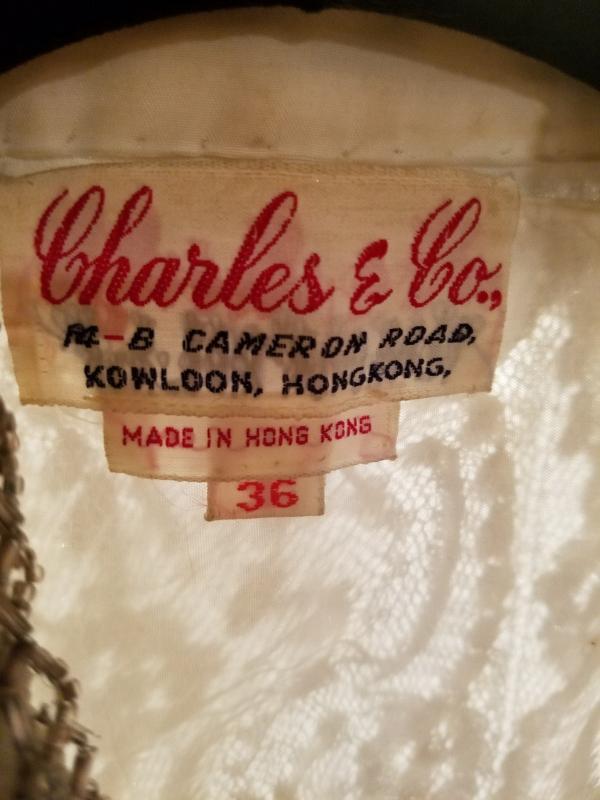 Charles & Co.,
14-B CAMERON ROAD,
KOWLOON, HONGKONG,
MADE IN HONG KONG
36